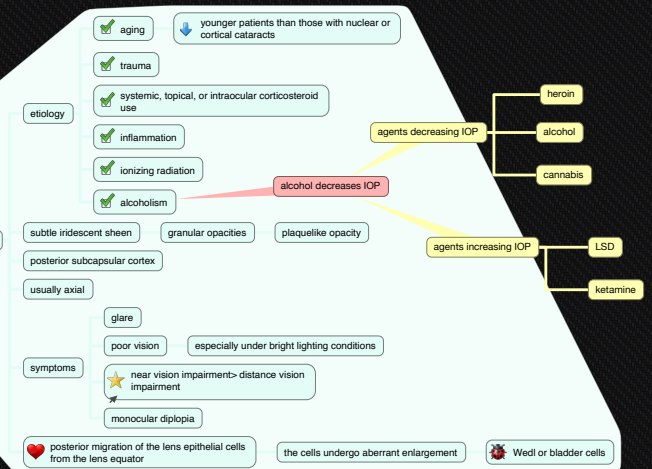 aging
younger patients than those with nuclear or
cortical cataracts
trauma
etiology
systemic, topical, or intraocular corticosteroid
use
inflammation
ionizing radiation
alcoholism
alcohol decreases IOP
agents decreasing IOP
heroin
alcohol
cannabis
agents increasing IOP
LSD
ketamine
subtle iridescent sheen
granular opacities
plaquelike opacity
posterior subcapsular cortex
usually axial
symptoms
glare
poor vision
especially under bright lighting conditions
near vision impairment> distance vision
impairment
monocular diplopia
posterior migration of the lens epithelial cells
from the lens equator
the cells undergo aberrant enlargement
Wedl or bladder cells